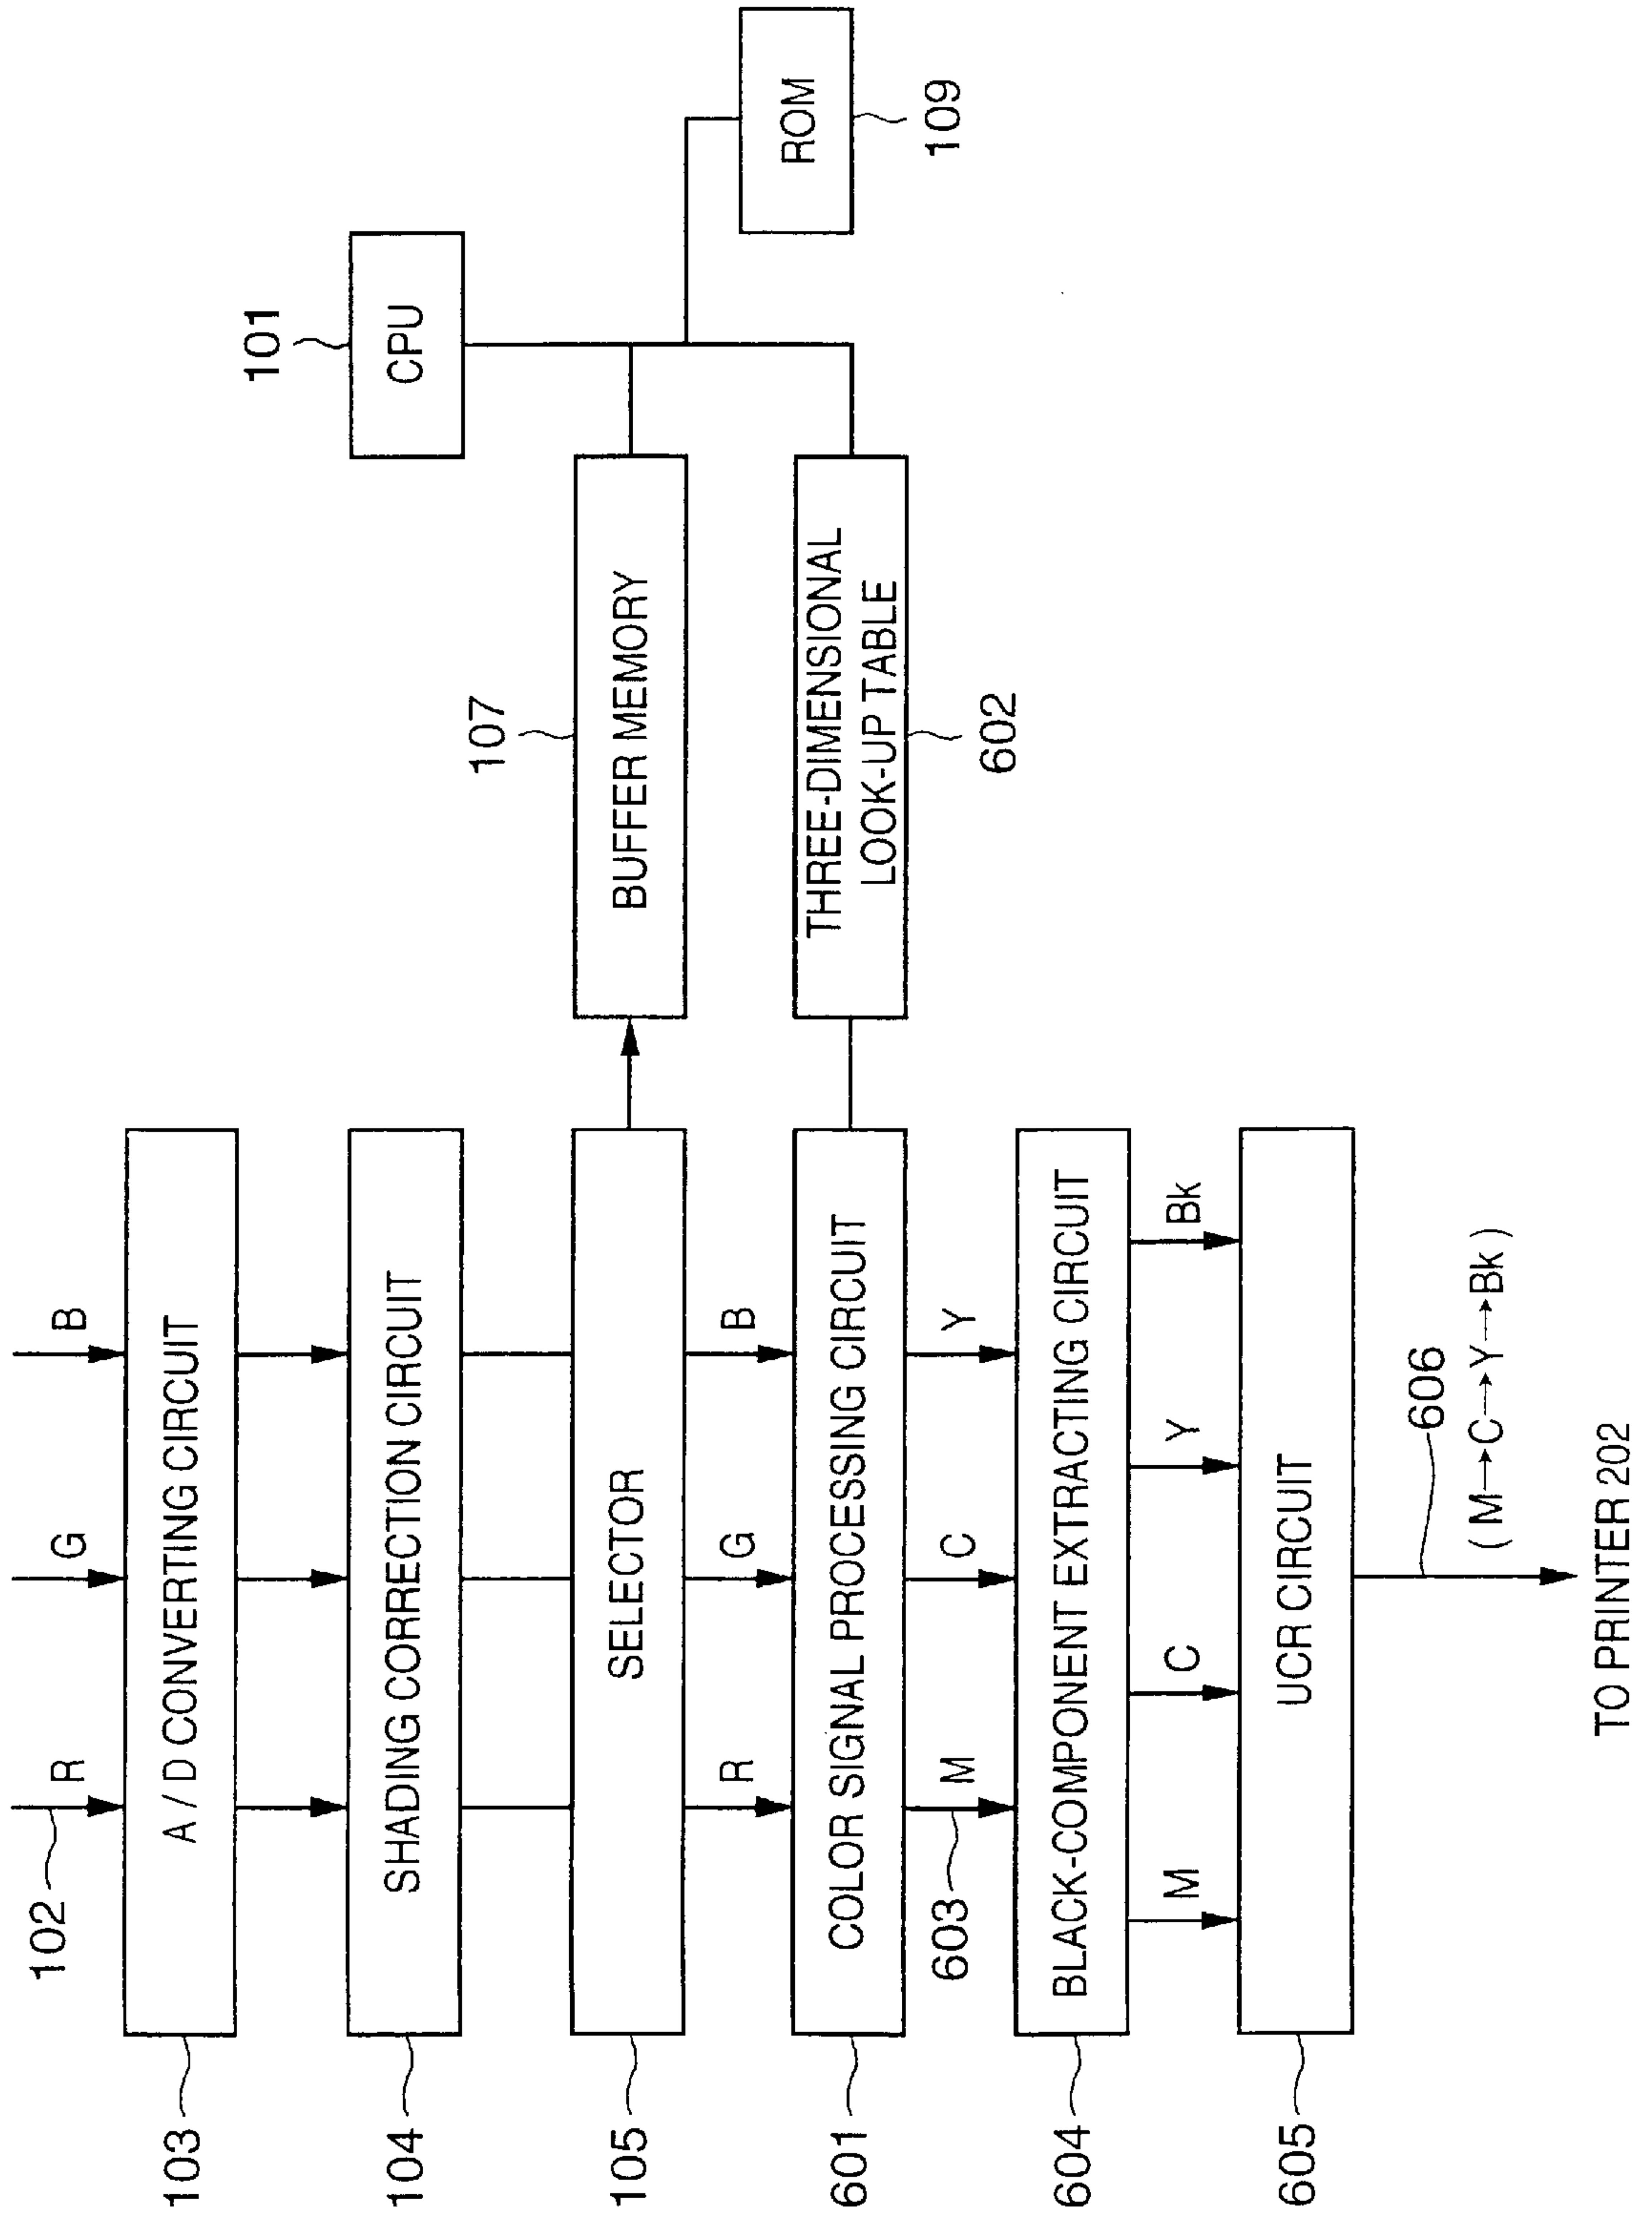 102
R
G
B
103
A / D CONVERTING CIRCUIT
104
SHADING CORRECTION CIRCUIT
105
SELECTOR
107
BUFFER MEMORY
101
CPU
R
G
B
601
COLOR SIGNAL PROCESSING CIRCUIT
THREE-DIMENSIONAL
LOOK-UP TABLE
602
ROM
109
603
M
C
Y
604
BLACK-COMPONENT EXTRACTING CIRCUIT
M
C
Y
Bk
605
UCR CIRCUIT
606
( M→C→Y→Bk )
TO PRINTER 202